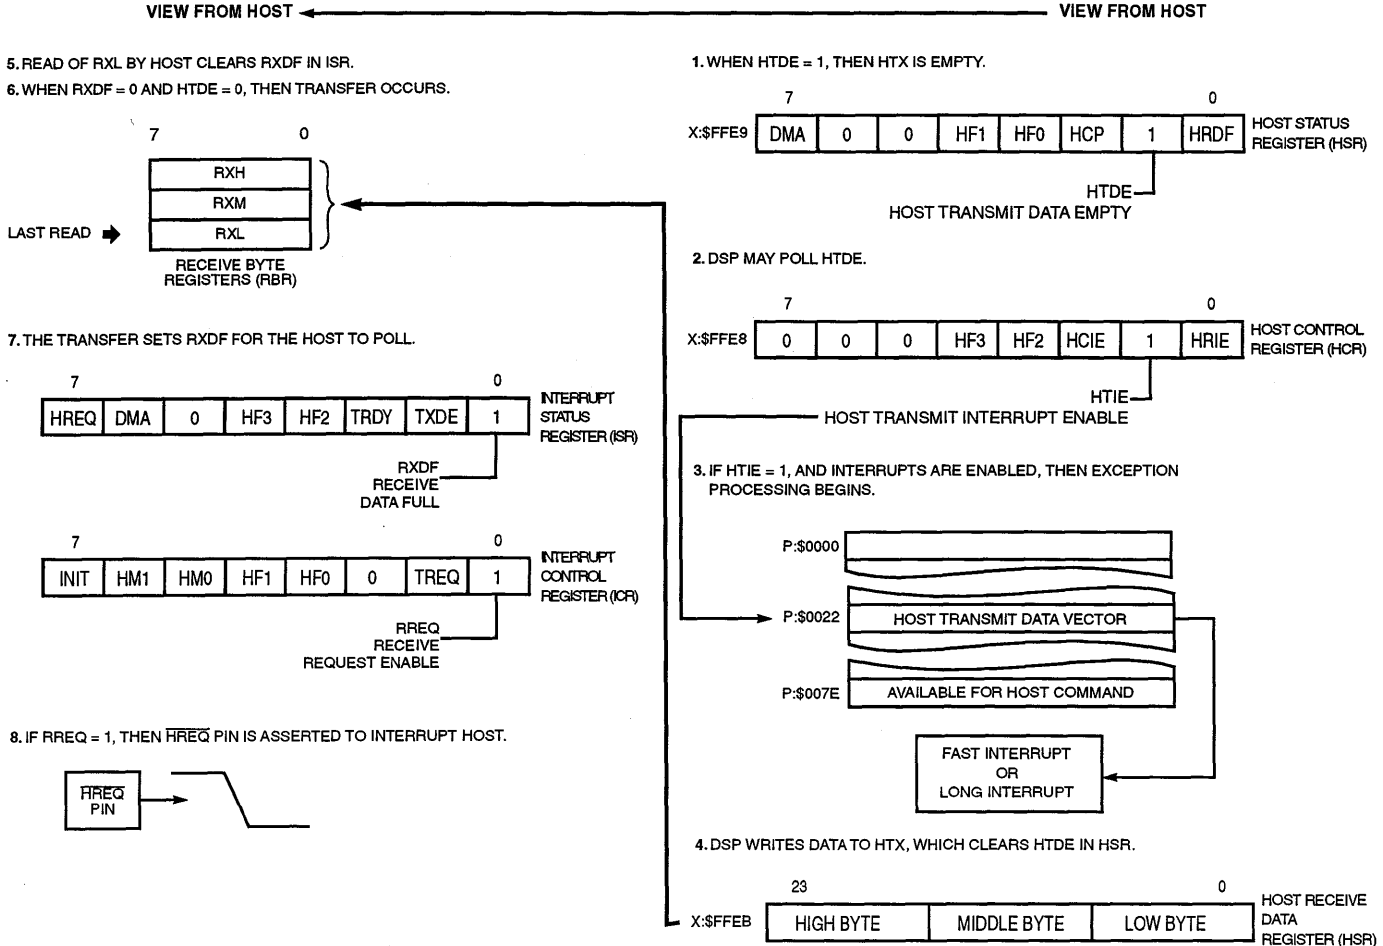 VIEW FROM HOST
VIEW FROM HOST
5. READ OF RXL BY HOST CLEARS RXDF IN ISR.
6. WHEN RXDF = 0 AND HTDE = 0, THEN TRANSFER OCCURS.
7 0
RXH
RXM
LAST READ RXL
RECEIVE BYTE
REGISTERS (RBR)
7. THE TRANSFER SETS RXDF FOR THE HOST TO POLL.
7 0
HREQ DMA 0 HF3 HF2 TRDY TXDE 1
INTERRUPT
STATUS
REGISTER (ISR)
RXDF
RECEIVE
DATA FULL
7 0
INIT HM1 HM0 HF1 HF0 0 TREQ 1
INTERRUPT
CONTROL
REGISTER (ICR)
RREQ
RECEIVE
REQUEST ENABLE
8. IF RREQ = 1, THEN HREQ PIN IS ASSERTED TO INTERRUPT HOST.
HREQ
PIN
1. WHEN HTDE = 1, THEN HTX IS EMPTY.
7 0
X:$FFE9 DMA 0 0 HF1 HF0 HCP 1 HRDF
HOST STATUS
REGISTER (HSR)
HTDE
HOST TRANSMIT DATA EMPTY
2. DSP MAY POLL HTDE.
7 0
X:$FFE8 0 0 0 HF3 HF2 HCIE 1 HRIE
HOST CONTROL
REGISTER (HCR)
HTIE
HOST TRANSMIT INTERRUPT ENABLE
3. IF HTIE = 1, AND INTERRUPTS ARE ENABLED, THEN EXCEPTION
PROCESSING BEGINS.
P:$0000
P:$0022 HOST TRANSMIT DATA VECTOR
P:$007E AVAILABLE FOR HOST COMMAND
FAST INTERRUPT
OR
LONG INTERRUPT
4. DSP WRITES DATA TO HTX, WHICH CLEARS HTDE IN HSR.
23 0
X:$FFEB HIGH BYTE MIDDLE BYTE LOW BYTE
HOST RECEIVE
DATA
REGISTER (HSR)